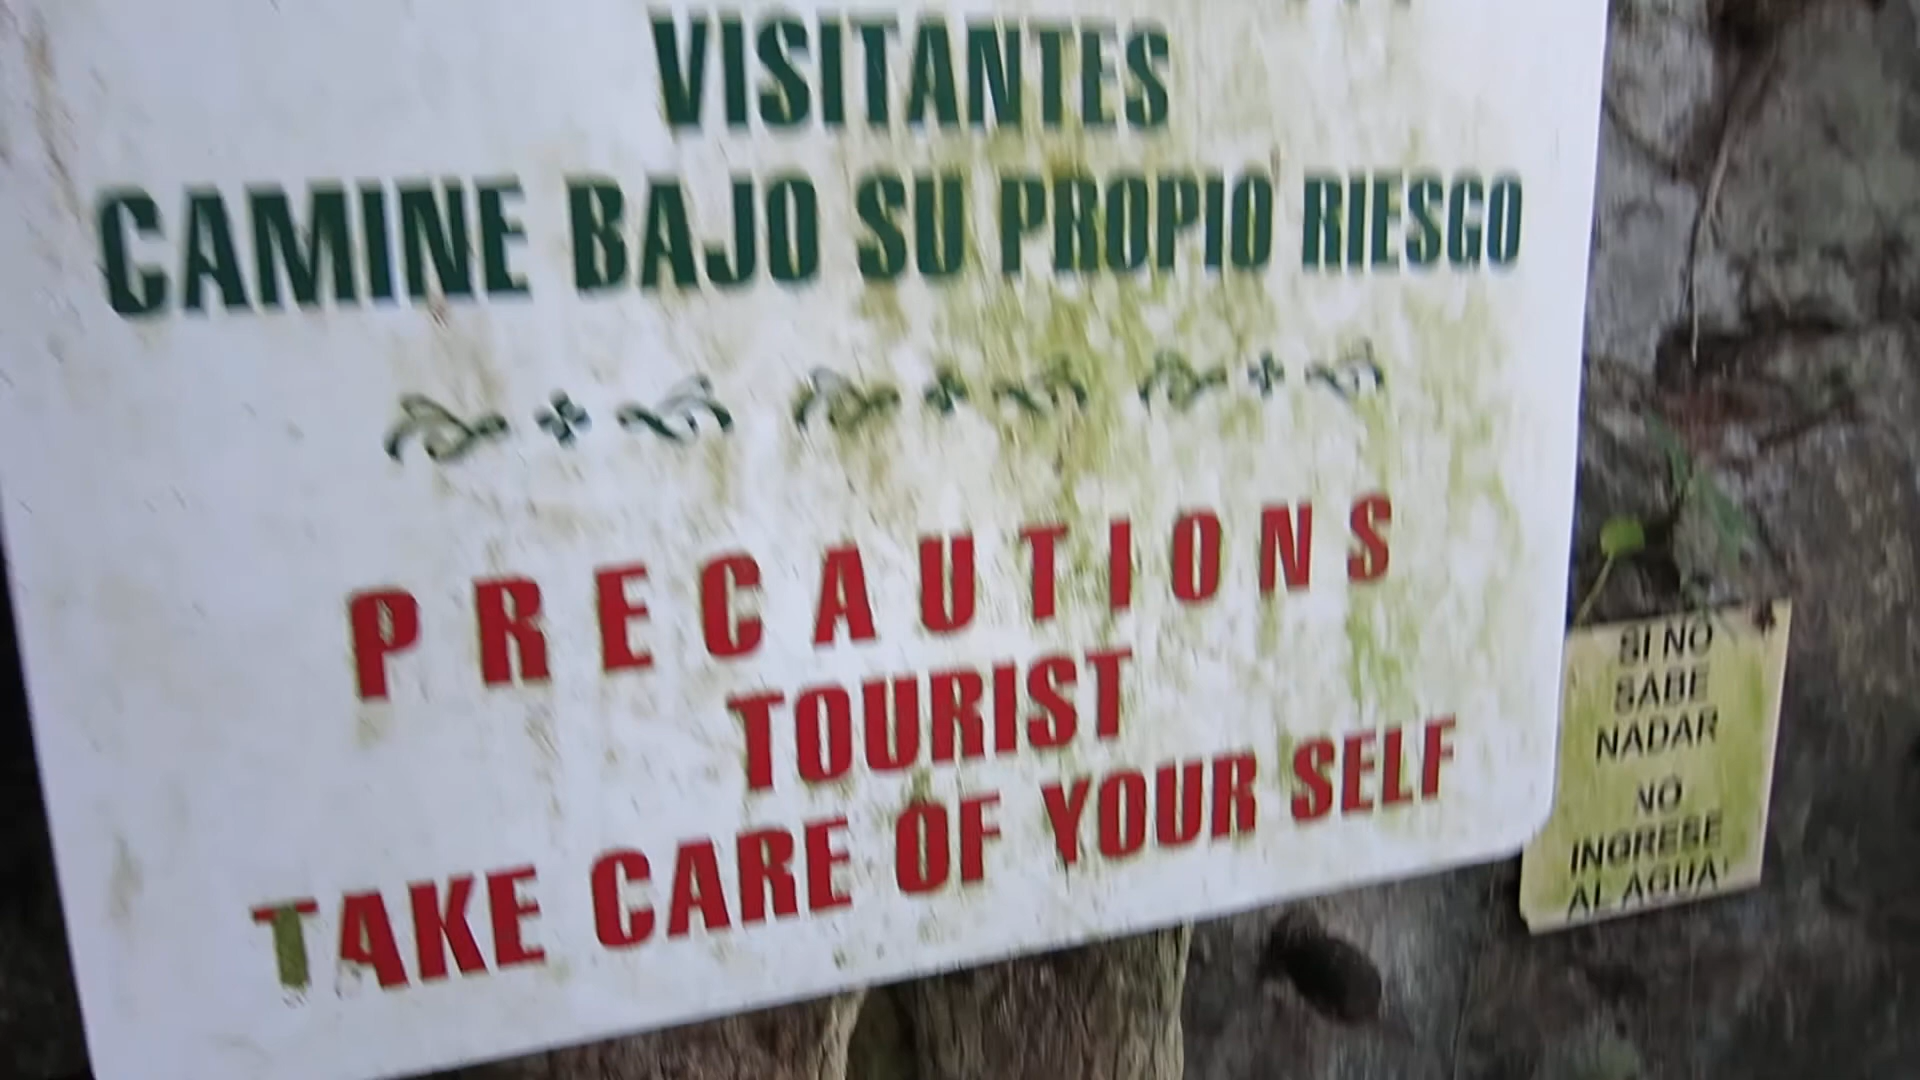 VISITANTES
CAMINE BAJO SU PROPIO RIESGO
PRECAUTIONS
TOURIST
TAKE CARE OF YOUR SELF
SI NO
SABE
NADAR
NO
INGRESE
AL AGUA